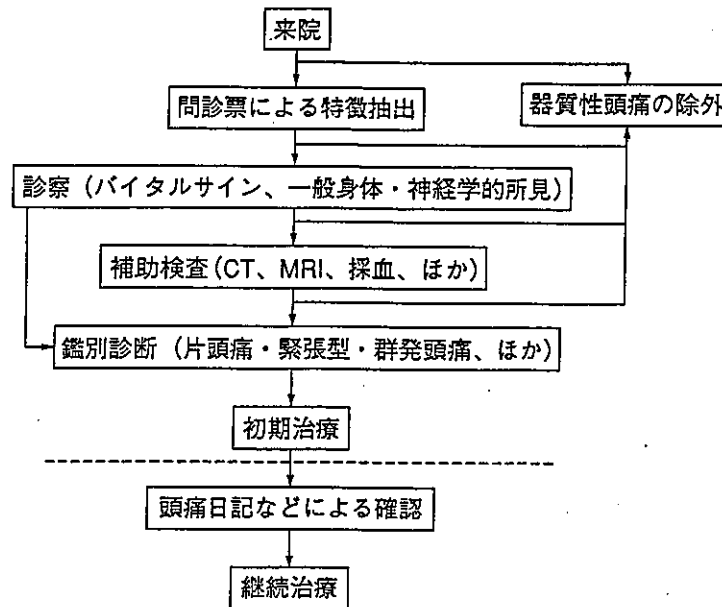 来院
問診票による特徴抽出
器質性頭痛の除外
診察（バイタルサイン、一般身体・神経学的所見）
補助検査（CT、MRI、採血、ほか）
鑑別診断（片頭痛・緊張型・群発頭痛、ほか）
初期治療
頭痛日記などによる確認
継続治療